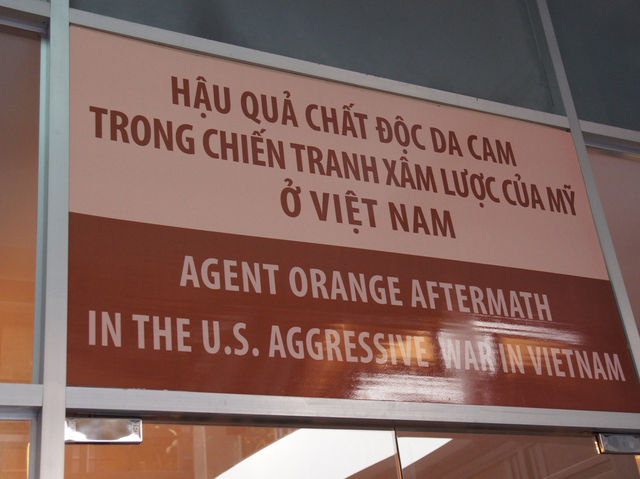 HẬU QUẢ CHẤT ĐỘC DA CAM
TRONG CHIẾN TRANH XÂM LƯỢC CỦA MỸ
Ở VIỆT NAM
AGENT ORANGE AFTERMATH
IN THE U.S. AGGRESSIVE WAR IN VIETNAM